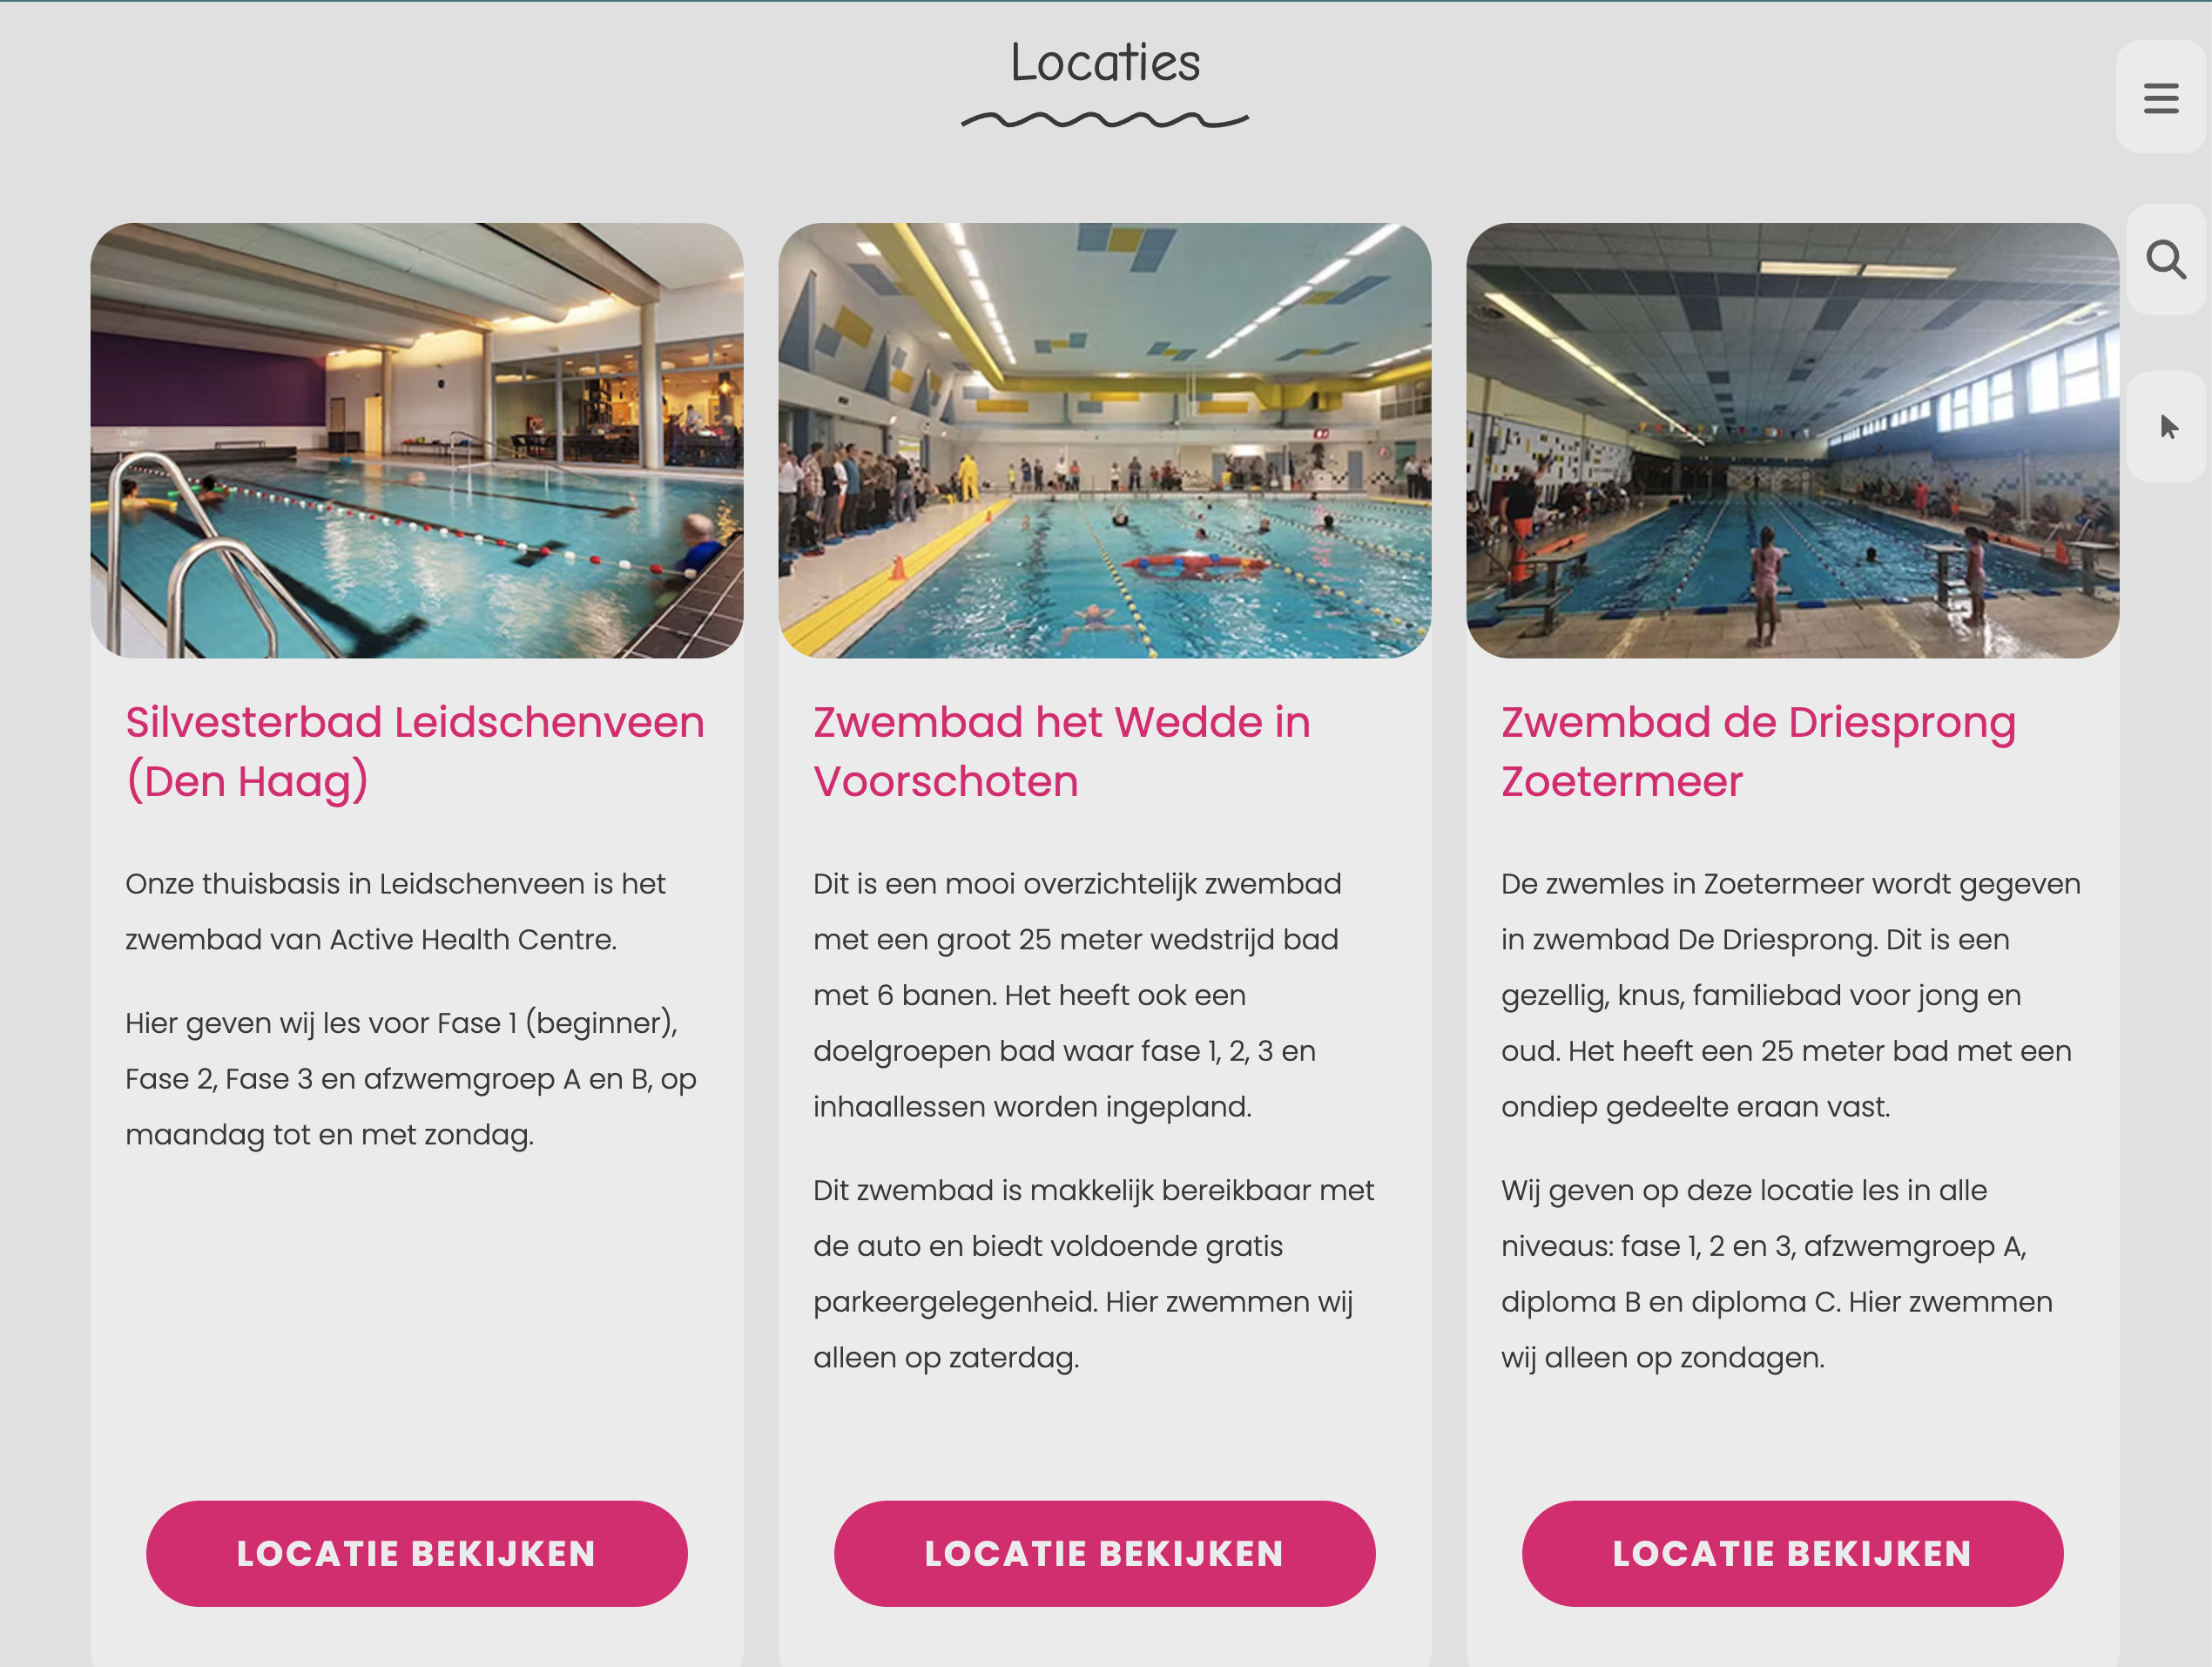 Locaties
Silvesterbad Leidschenveen
(Den Haag)
Onze thuisbasis in Leidschenveen is het
zwembad van Active Health Centre.
Hier geven wij les voor Fase 1 (beginner),
Fase 2, Fase 3 en afzwemgroep A en B, op
maandag tot en met zondag.
LOCATIE BEKIJKEN
Zwembad het Wedde in
Voorschoten
Dit is een mooi overzichtelijk zwembad
met een groot 25 meter wedstrijd bad
met 6 banen. Het heeft ook een
doelgroepen bad waar fase 1, 2, 3 en
inhaallessen worden ingepland.
Dit zwembad is makkelijk bereikbaar met
de auto en biedt voldoende gratis
parkeergelegenheid. Hier zwemmen wij
alleen op zaterdag.
LOCATIE BEKIJKEN
Zwembad de Driesprong
Zoetermeer
De zwemles in Zoetermeer wordt gegeven
in zwembad De Driesprong. Dit is een
gezellig, knus, familiebad voor jong en
oud. Het heeft een 25 meter bad met een
ondiep gedeelte eraan vast.
Wij geven op deze locatie les in alle
niveaus: fase 1, 2 en 3, afzwemgroep A,
diploma B en diploma C. Hier zwemmen
wij alleen op zondagen.
LOCATIE BEKIJKEN